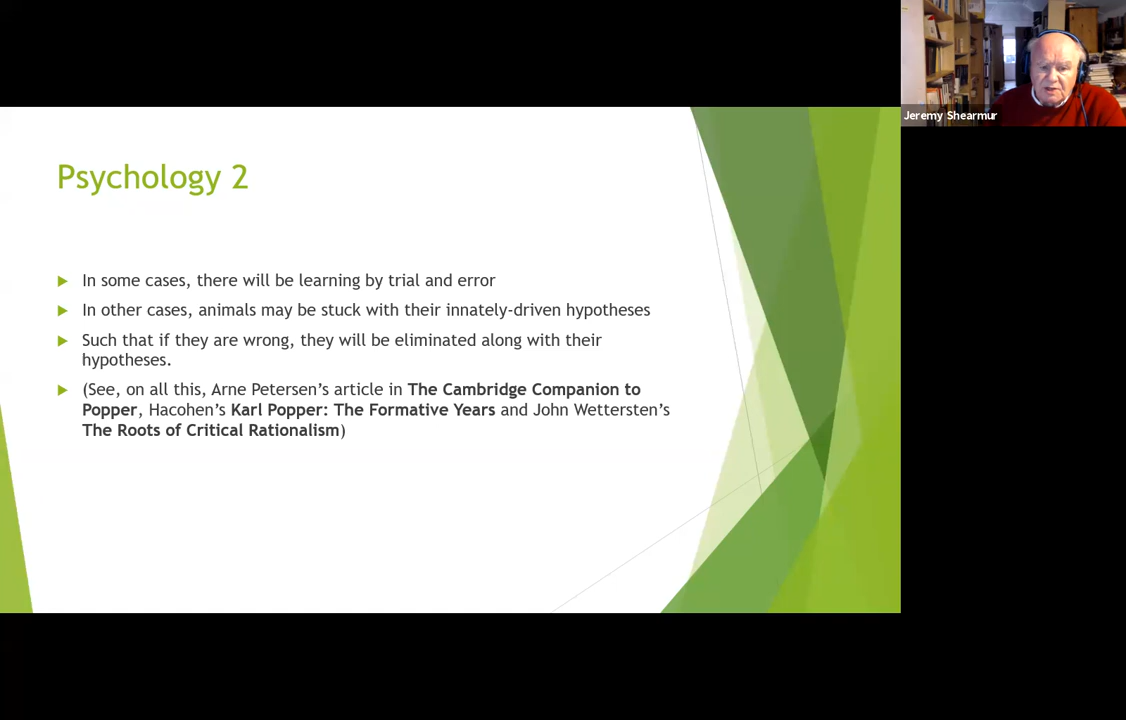 Jeremy Shearmur
Psychology 2
In some cases, there will be learning by trial and error
In other cases, animals may be stuck with their innately-driven hypotheses
Such that if they are wrong, they will be eliminated along with their
hypotheses.
(See, on all this, Arne Petersen’s article in The Cambridge Companion to
Popper, Hacohen’s Karl Popper: The Formative Years and John Wettersten’s
The Roots of Critical Rationalism)